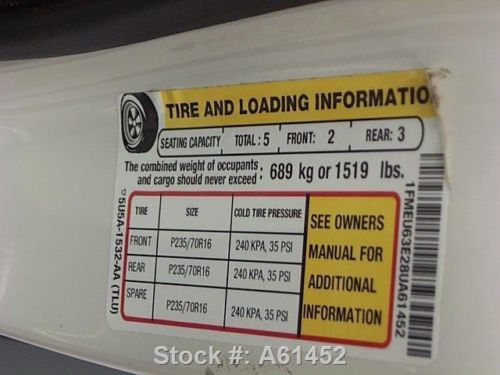 TIRE AND LOADING INFORMATIO
SEATING CAPACITY TOTAL : 5 FRONT: 2 REAR: 3
The combined weight of occupants
and cargo should never exceed : 689 kg or 1519 lbs.
TIRE SIZE COLD TIRE PRESSURE
FRONT P235/70R16 240 KPA, 35 PSI
REAR P235/70R16 240 KPA, 35 PSI
SPARE P235/70R16 240 KPA, 35 PSI
SEE OWNERS
MANUAL FOR
ADDITIONAL
INFORMATION
5U5A-1532-AA (TLU)
1FMEU63E28UA61452
Stock #: A61452